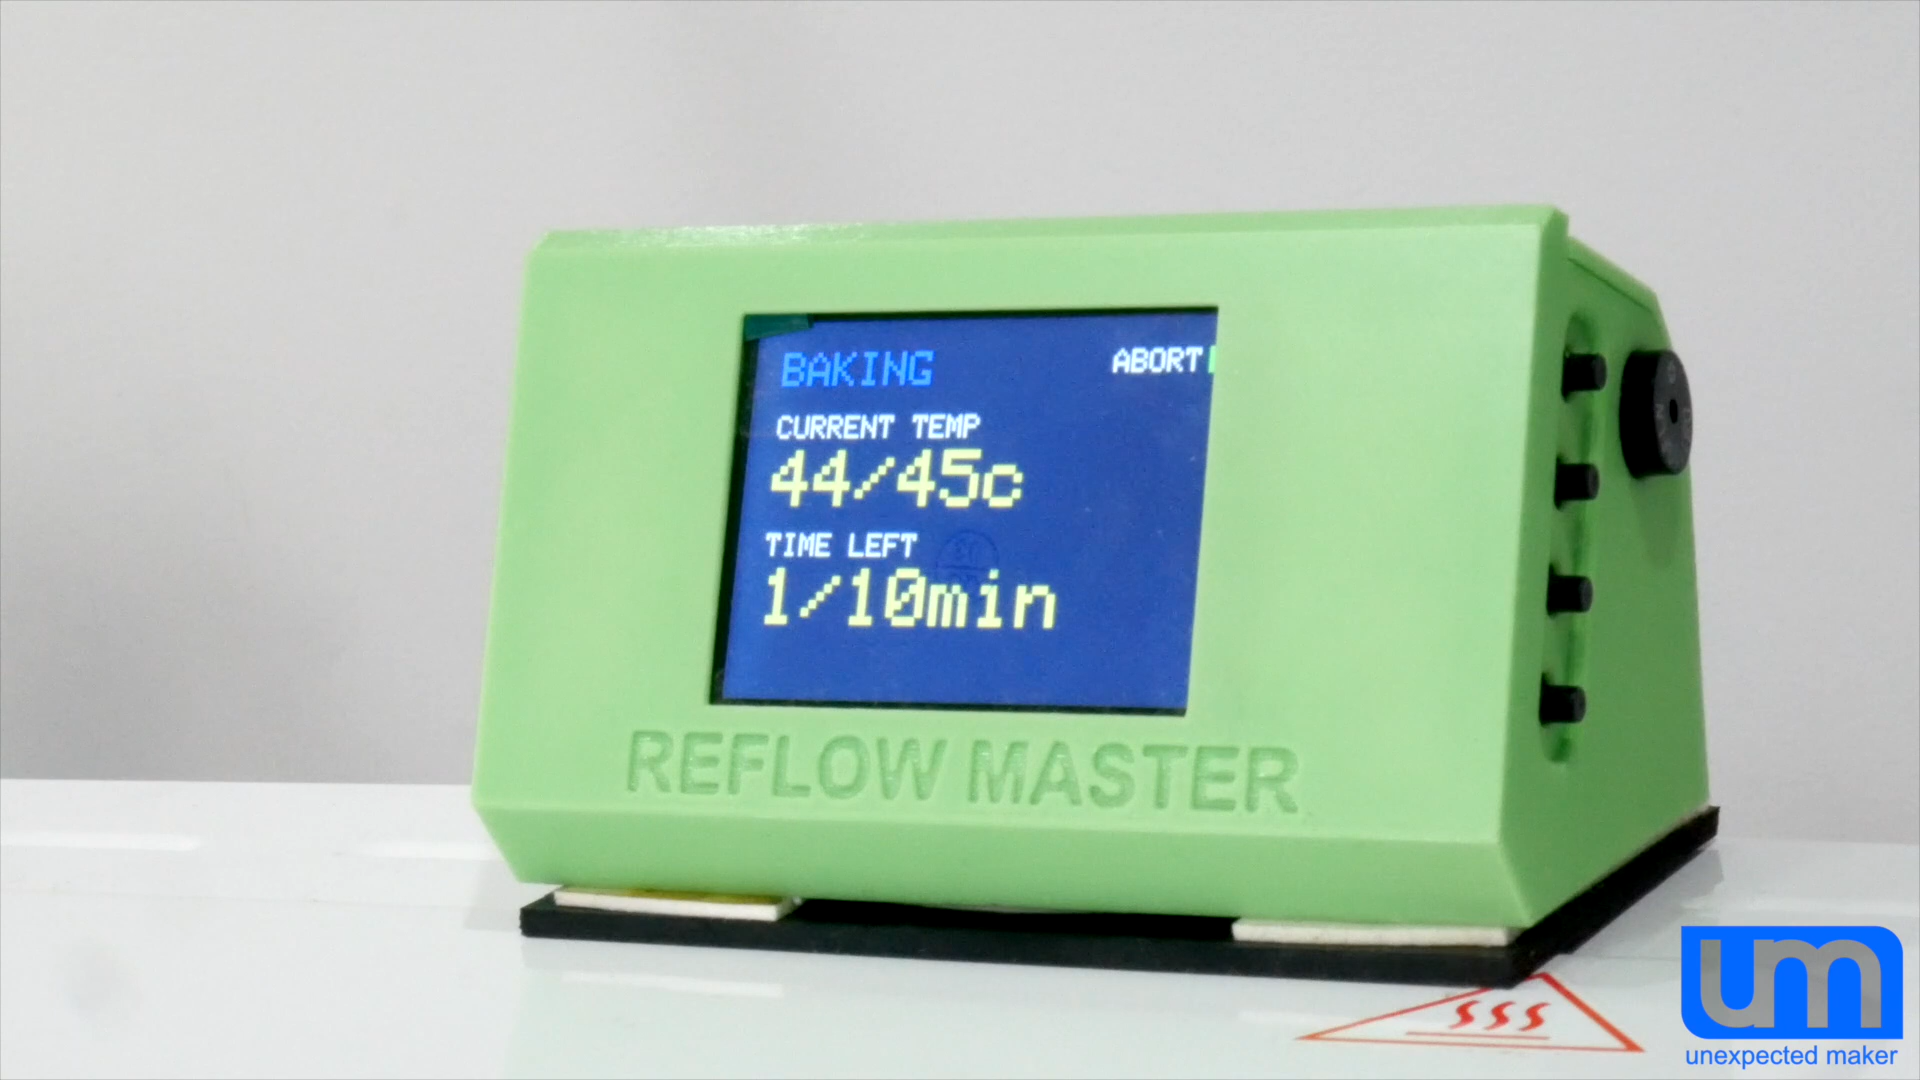 BAKING
ABORT
CURRENT TEMP
44/45c
TIME LEFT
1/10min
REFLOW MASTER
um
unexpected maker